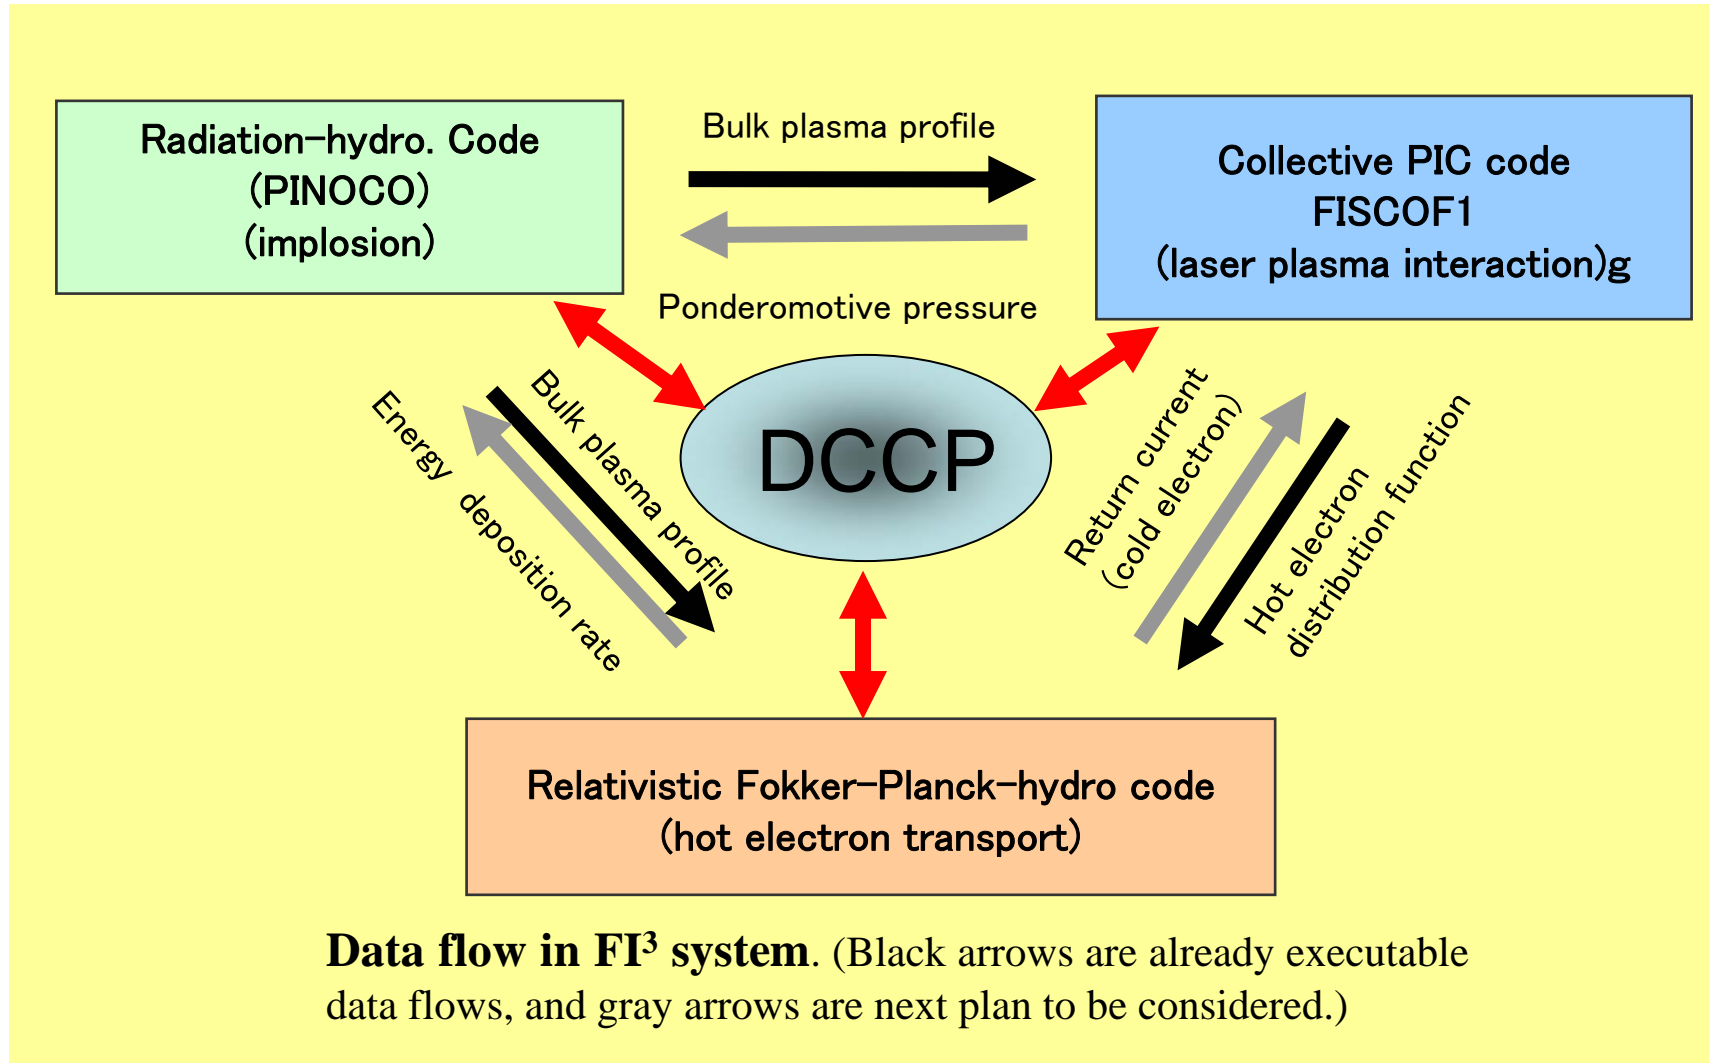 Radiation-hydro. Code
(PINOCO)
(implosion)
Bulk plasma profile
Ponderomotive pressure
Collective PIC code
FISCOF1
(laser plasma interaction)g
Energy deposition rate
Bulk plasma profile
DCCP
Return current
(cold electron)
Hot electron
distribution function
Relativistic Fokker-Planck-hydro code
(hot electron transport)
Data flow in FI³ system. (Black arrows are already executable
data flows, and gray arrows are next plan to be considered.)